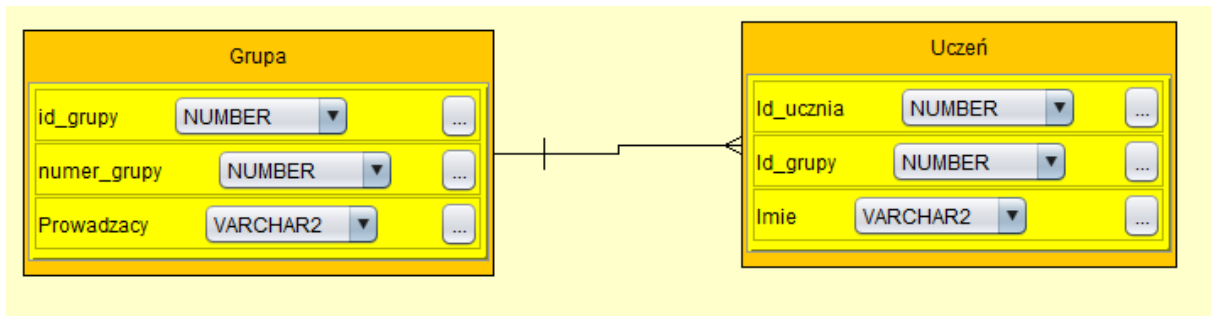 Grupa
id_grupy NUMBER ...
numer_grupy NUMBER ...
Prowadzacy VARCHAR2 ...
Uczeń
Id_ucznia NUMBER ...
Id_grupy NUMBER ...
Imie VARCHAR2 ...